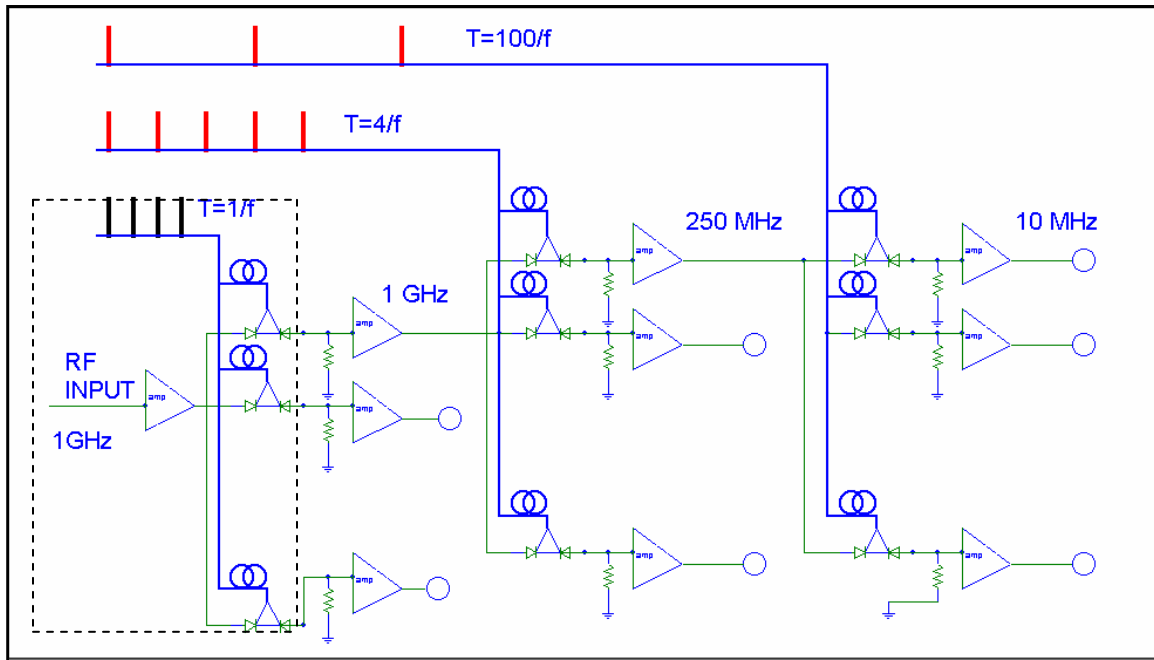 T=100/f
T=4/f
T=1/f
250 MHz
10 MHz
amp
amp
1 GHz
amp
amp
amp
RF
INPUT
amp
amp
1GHz
amp
amp
amp